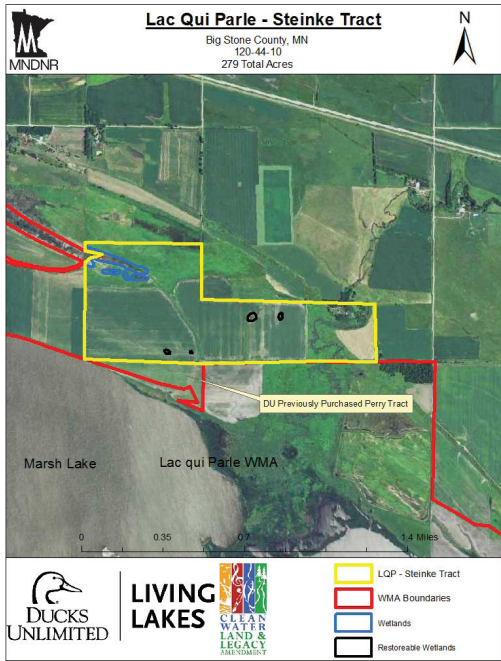 Lac Qui Parle - Steinke Tract
Big Stone County, MN
120-44-10
279 Total Acres
MNDNR
N
DU Previously Purchased Perry Tract
Marsh Lake
Lac qui Parle WMA
0 0.35 0.7 1.4 Miles
DUCKS
UNLIMITED
LIVING
LAKES
CLEAN
WATER
LAND &
LEGACY
AMENDMENT
LQP - Steinke Tract
WMA Boundaries
Wetlands
Restoreable Wetlands